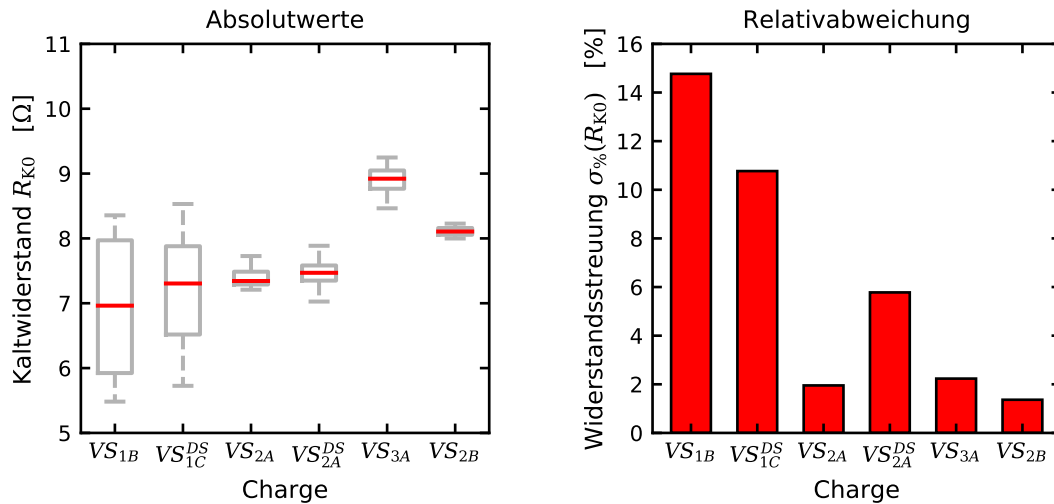 Absolutwerte
Kaltwiderstand R_K0 [Ω]
11
10
9
8
7
6
5
VS_1B VS_1C^DS VS_2A VS_2A^DS VS_3A VS_2B
Charge
Relativabweichung
Widerstandsstreuung σ_%(R_K0) [%]
16
14
12
10
8
6
4
2
0
VS_1B VS_1C^DS VS_2A VS_2A^DS VS_3A VS_2B
Charge